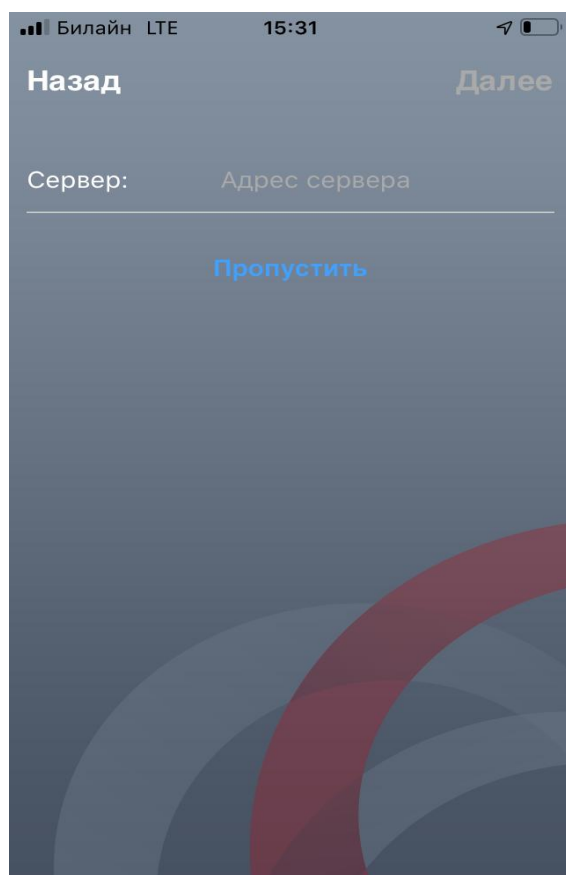 Билайн LTE 15:31
Назад Далее
Сервер: Адрес сервера
Пропустить